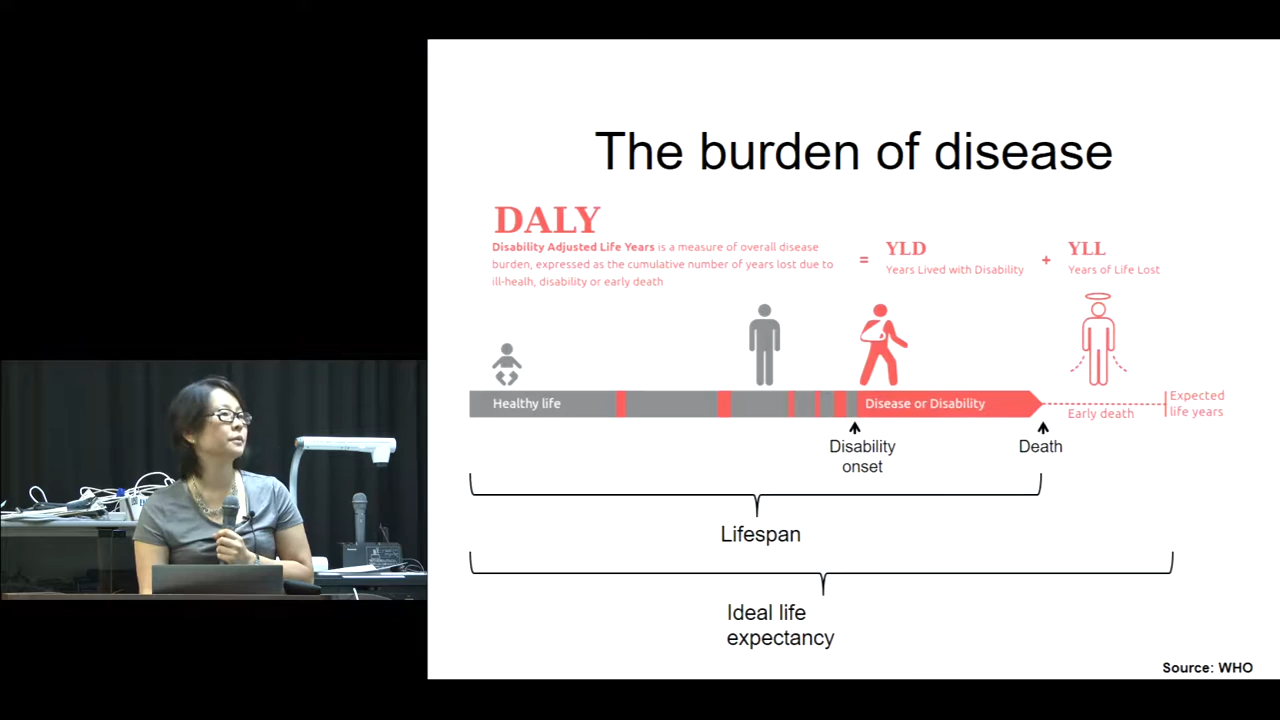 The burden of disease
DALY
Disability Adjusted Life Years is a measure of overall disease
burden, expressed as the cumulative number of years lost due to
ill-healh, disability or early death
=
YLD
Years Lived with Disability
+
YLL
Years of Life Lost
Healthy life
Disease or Disability
Early death
Expected
life years
Disability
onset
Death
Lifespan
Ideal life
expectancy
Source: WHO